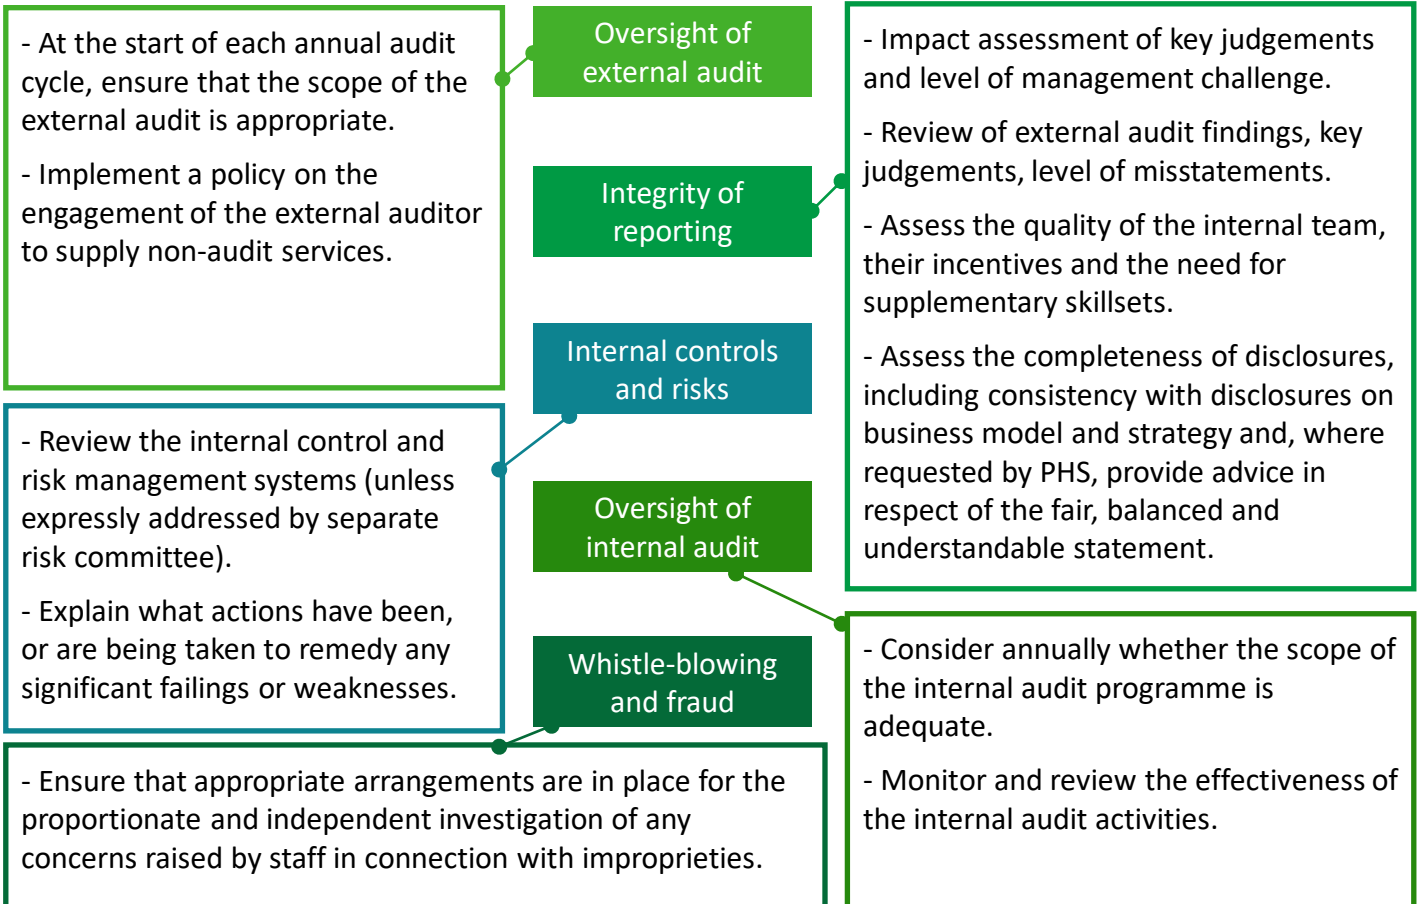 - At the start of each annual audit
cycle, ensure that the scope of the
external audit is appropriate.
- Implement a policy on the
engagement of the external auditor
to supply non-audit services.
Oversight of
external audit
Integrity of
reporting
- Impact assessment of key judgements
and level of management challenge.
- Review of external audit findings, key
judgements, level of misstatements.
- Assess the quality of the internal team,
their incentives and the need for
supplementary skillsets.
- Assess the completeness of disclosures,
including consistency with disclosures on
business model and strategy and, where
requested by PHS, provide advice in
respect of the fair, balanced and
understandable statement.
Internal controls
and risks
- Review the internal control and
risk management systems (unless
expressly addressed by separate
risk committee).
- Explain what actions have been,
or are being taken to remedy any
significant failings or weaknesses.
Oversight of
internal audit
- Consider annually whether the scope of
the internal audit programme is
adequate.
- Monitor and review the effectiveness of
the internal audit activities.
Whistle-blowing
and fraud
- Ensure that appropriate arrangements are in place for the
proportionate and independent investigation of any
concerns raised by staff in connection with improprieties.